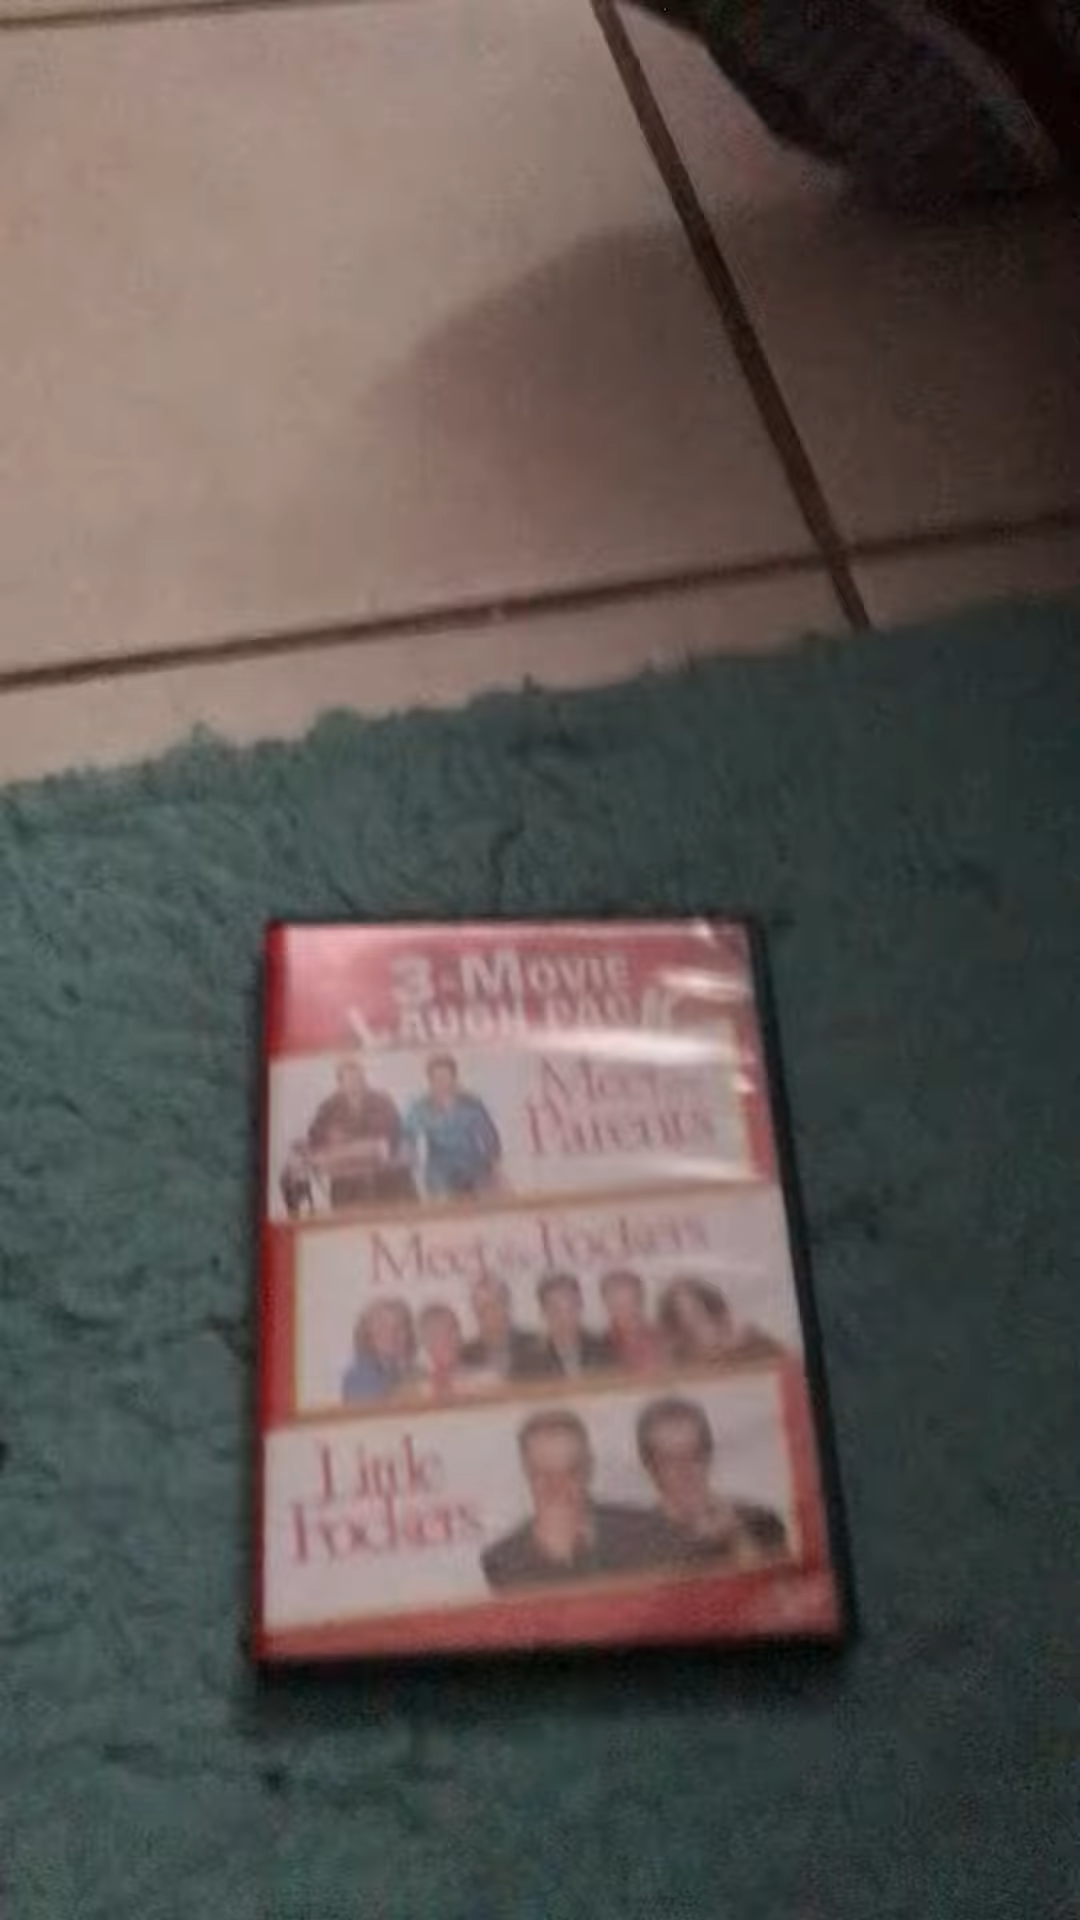 3-MOVIE
LAUGH PACK
Meet the
Parents
Meet the Fockers
Little
Fockers